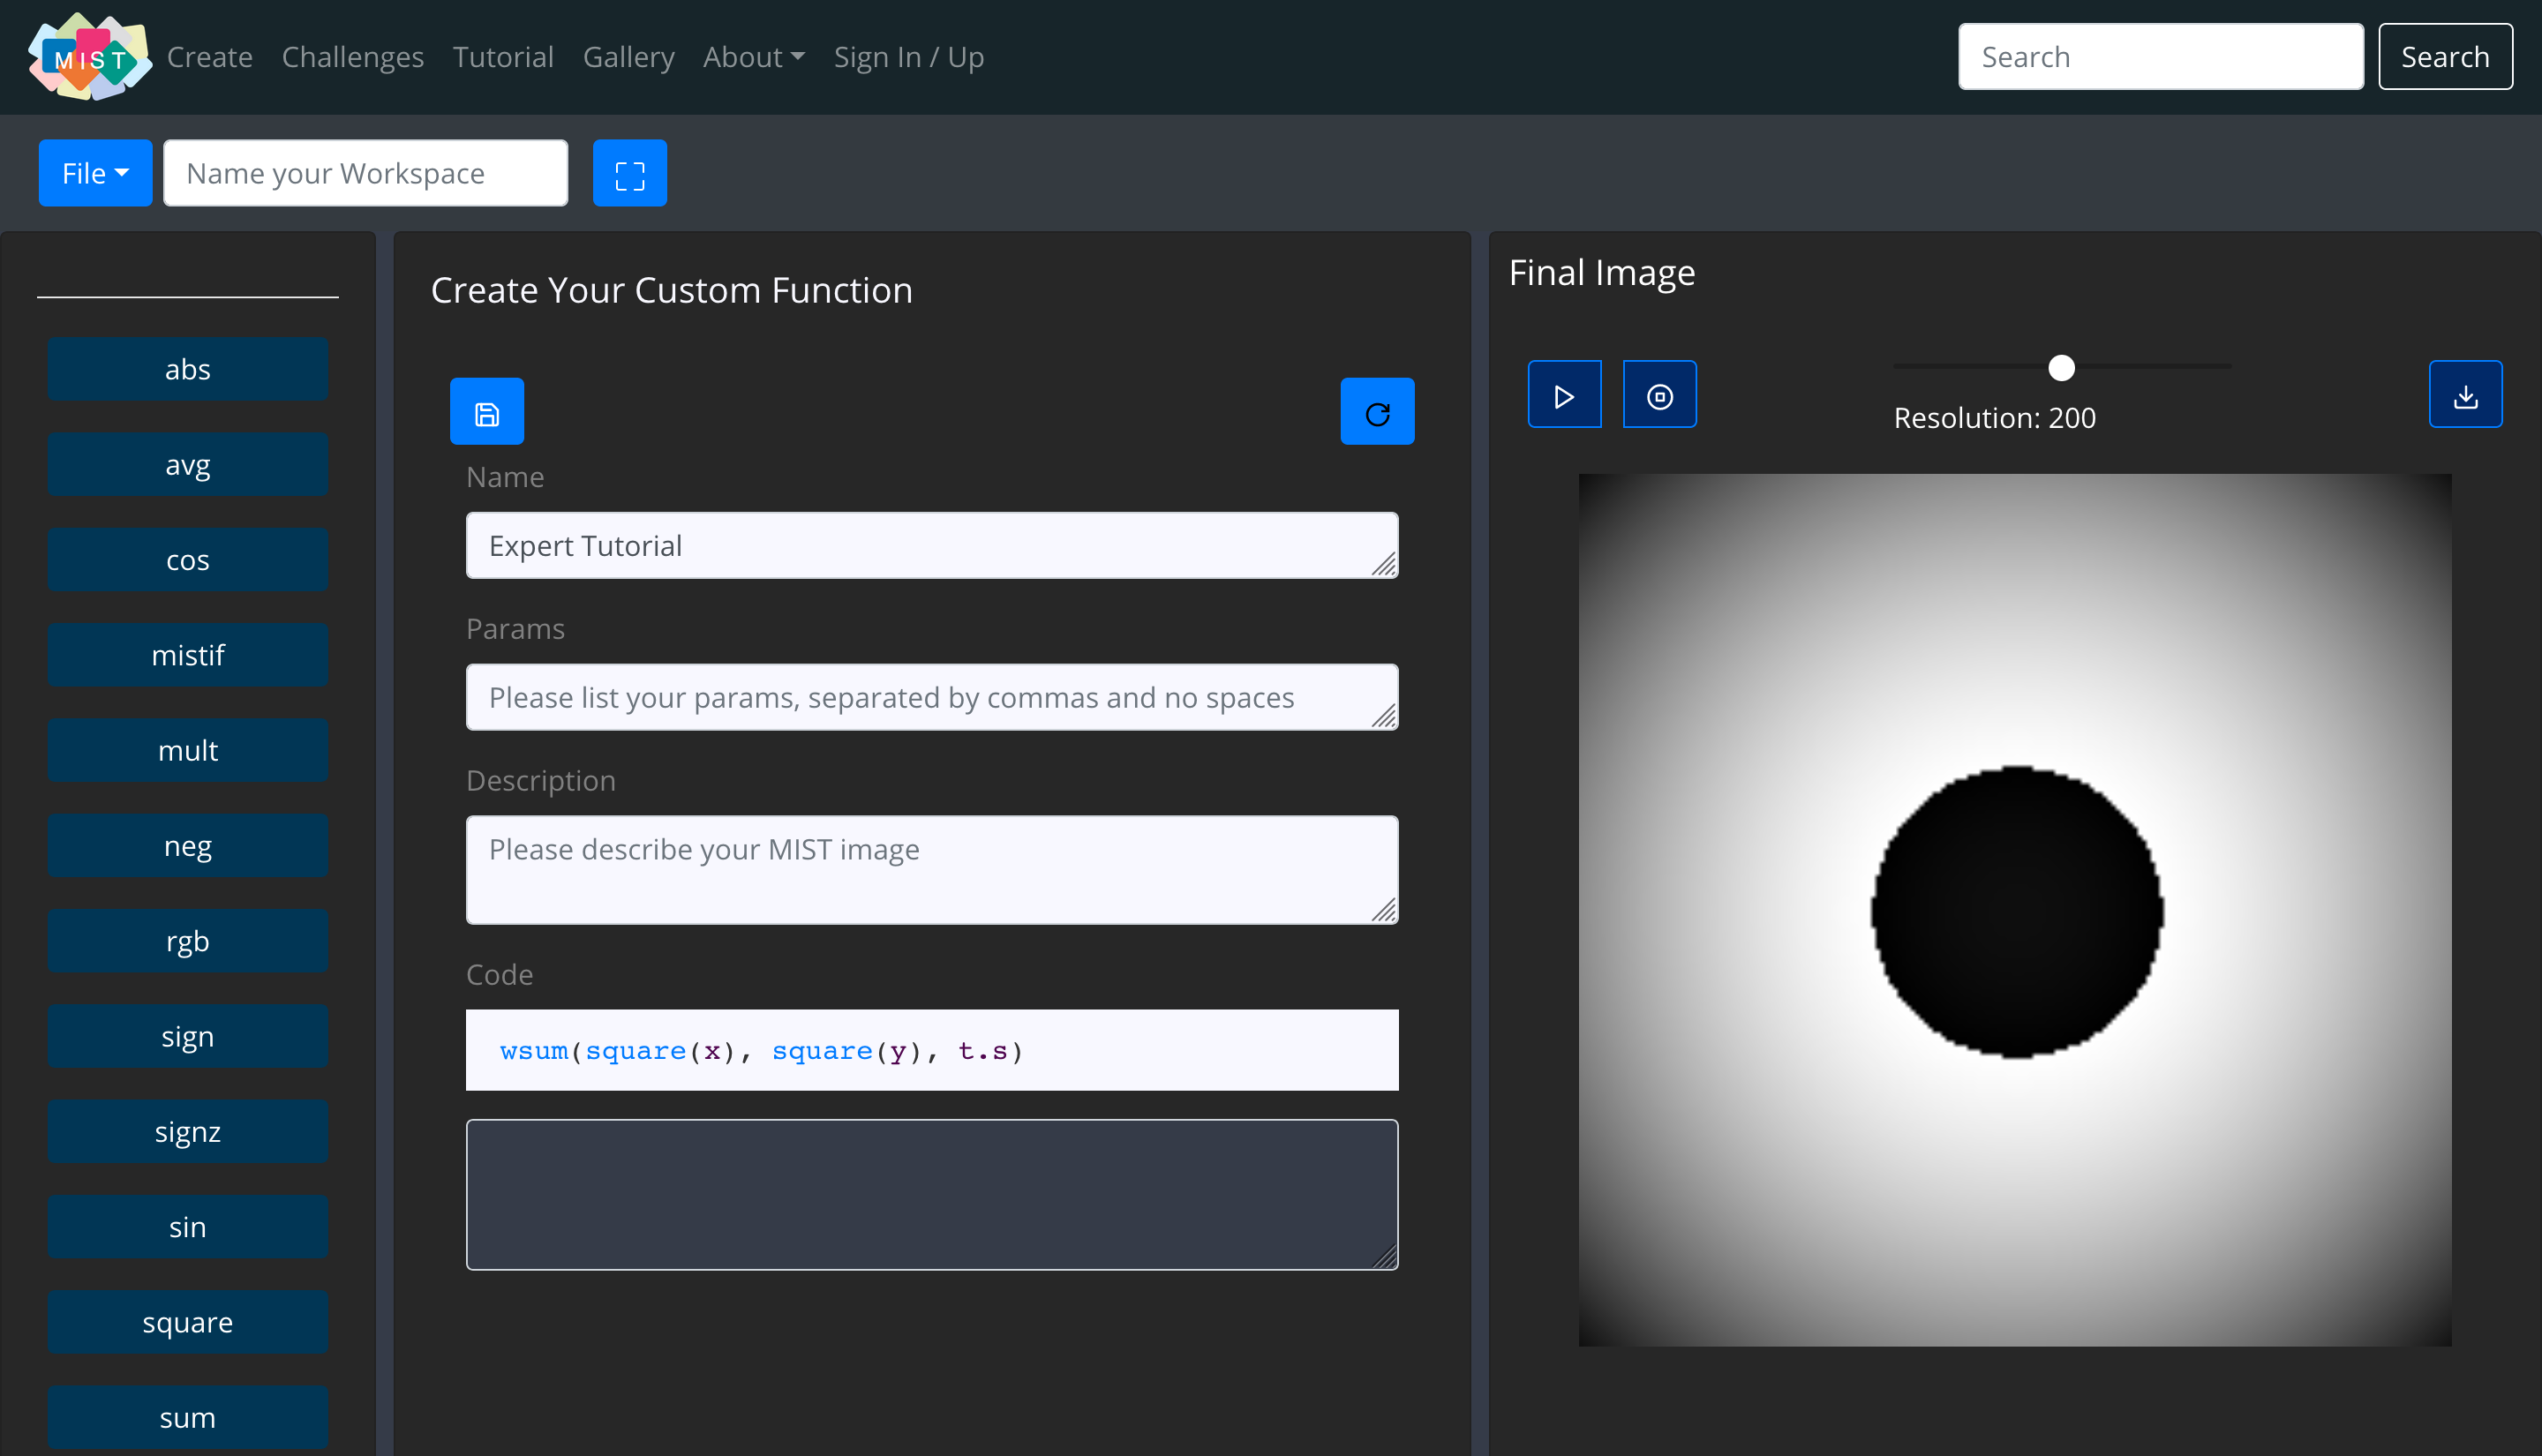 MIST Create Challenges Tutorial Gallery About Sign In / Up Search Search
File Name your Workspace
abs
avg
cos
mistif
mult
neg
rgb
sign
signz
sin
square
sum
Create Your Custom Function
Name
Expert Tutorial
Params
Please list your params, separated by commas and no spaces
Description
Please describe your MIST image
Code
wsum(square(x), square(y), t.s)
Final Image
Resolution: 200